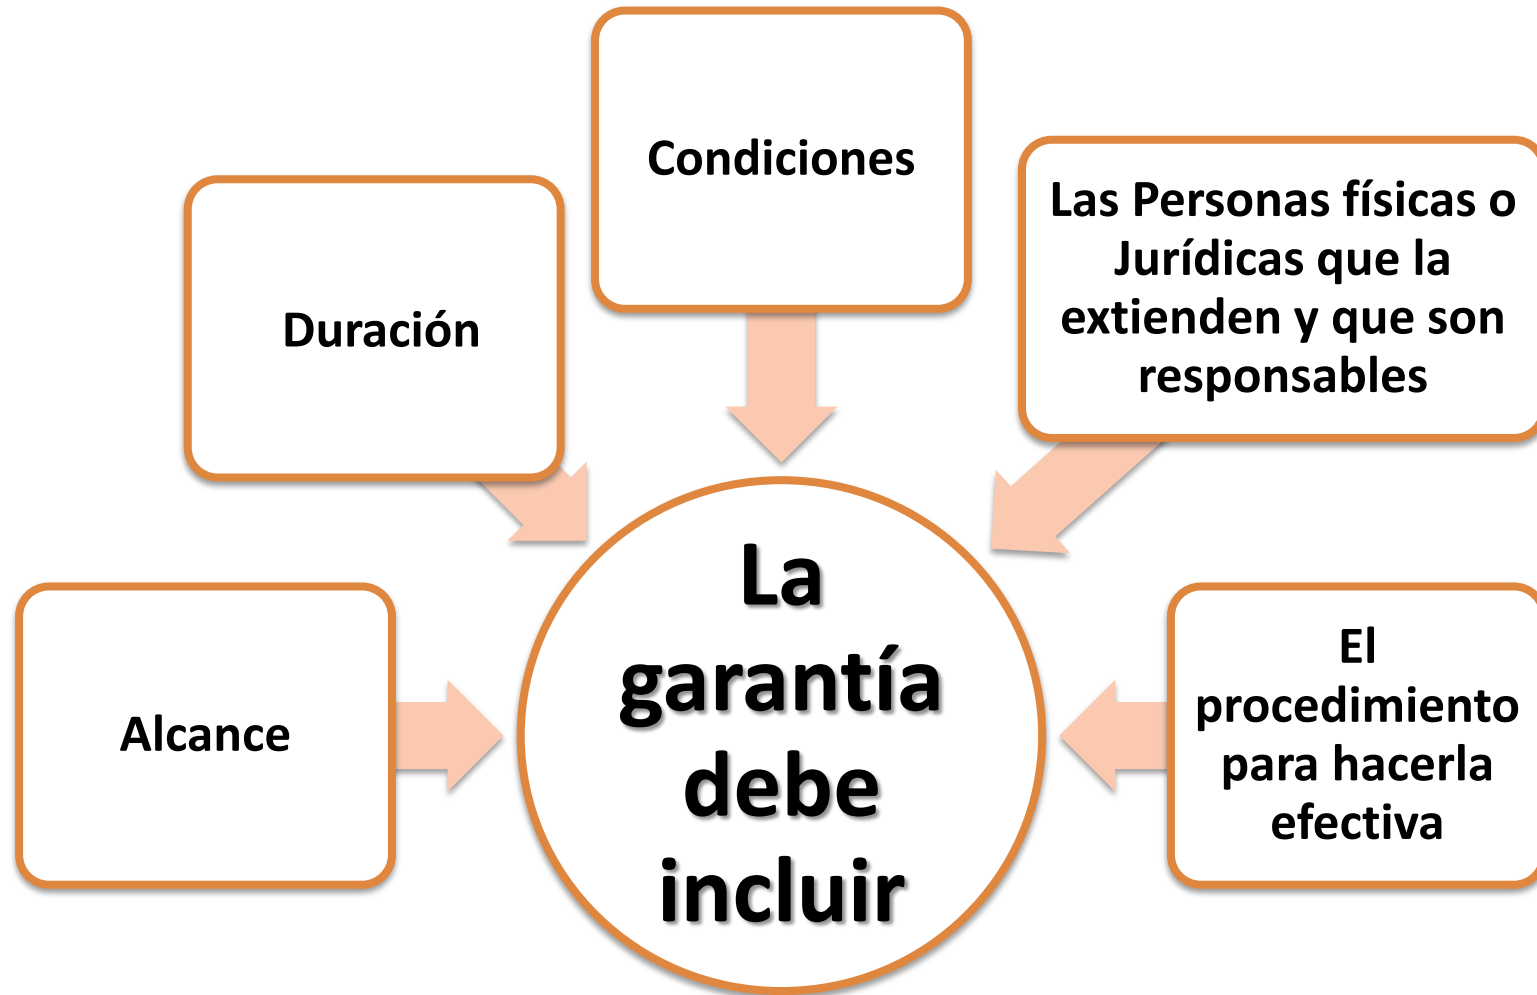 Condiciones
Las Personas físicas o
Jurídicas que la
extienden y que son
responsables
Duración
La
garantía
debe
incluir
Alcance
El
procedimiento
para hacerla
efectiva